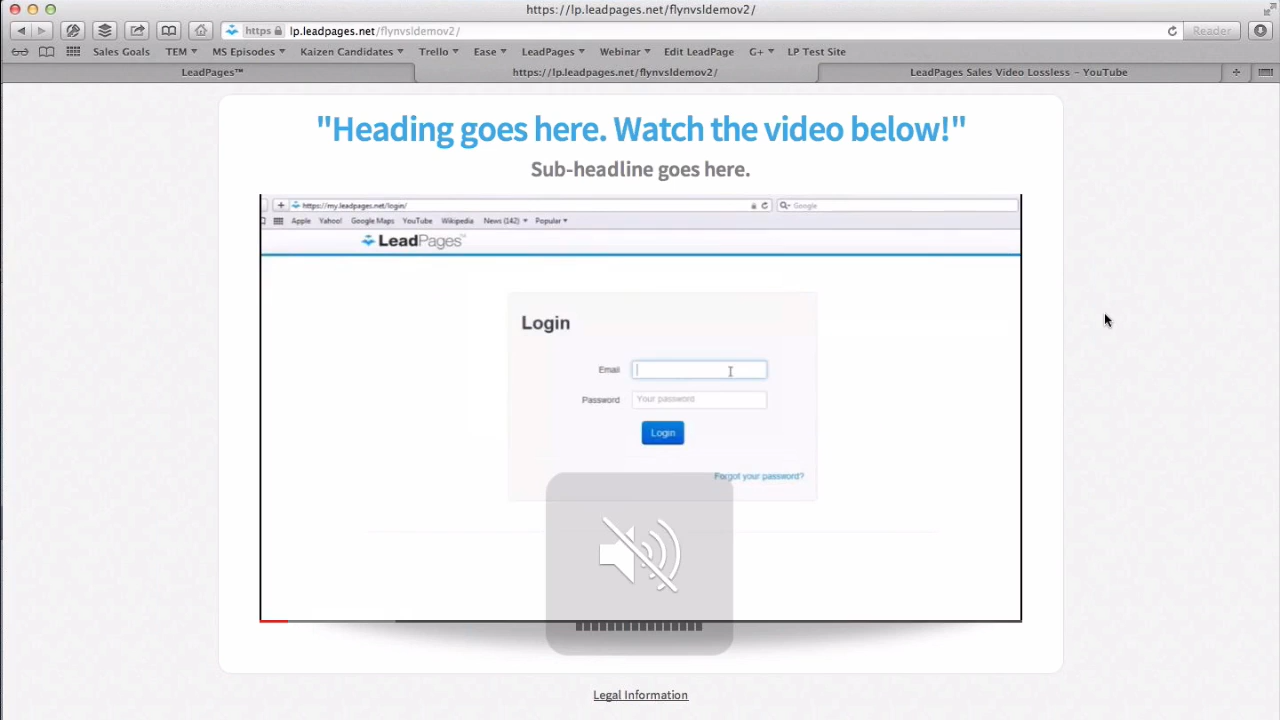 https://lp.leadpages.net/flynvsldemov2/
https lp.leadpages.net/flynvsldemov2/ Reader
Sales Goals TEM MS Episodes Kaizen Candidates Trello Ease LeadPages Webinar Edit LeadPage G+ LP Test Site
LeadPages™ https://lp.leadpages.net/flynvsldemov2/ LeadPages Sales Video Lossless - YouTube
"Heading goes here. Watch the video below!"
Sub-headline goes here.
https://my.leadpages.net/login/ Google
Apple Yahoo! Google Maps YouTube Wikipedia News (142) Popular
LeadPages™
Login
Email
Password Your password
Login
Forgot your password?
Legal Information